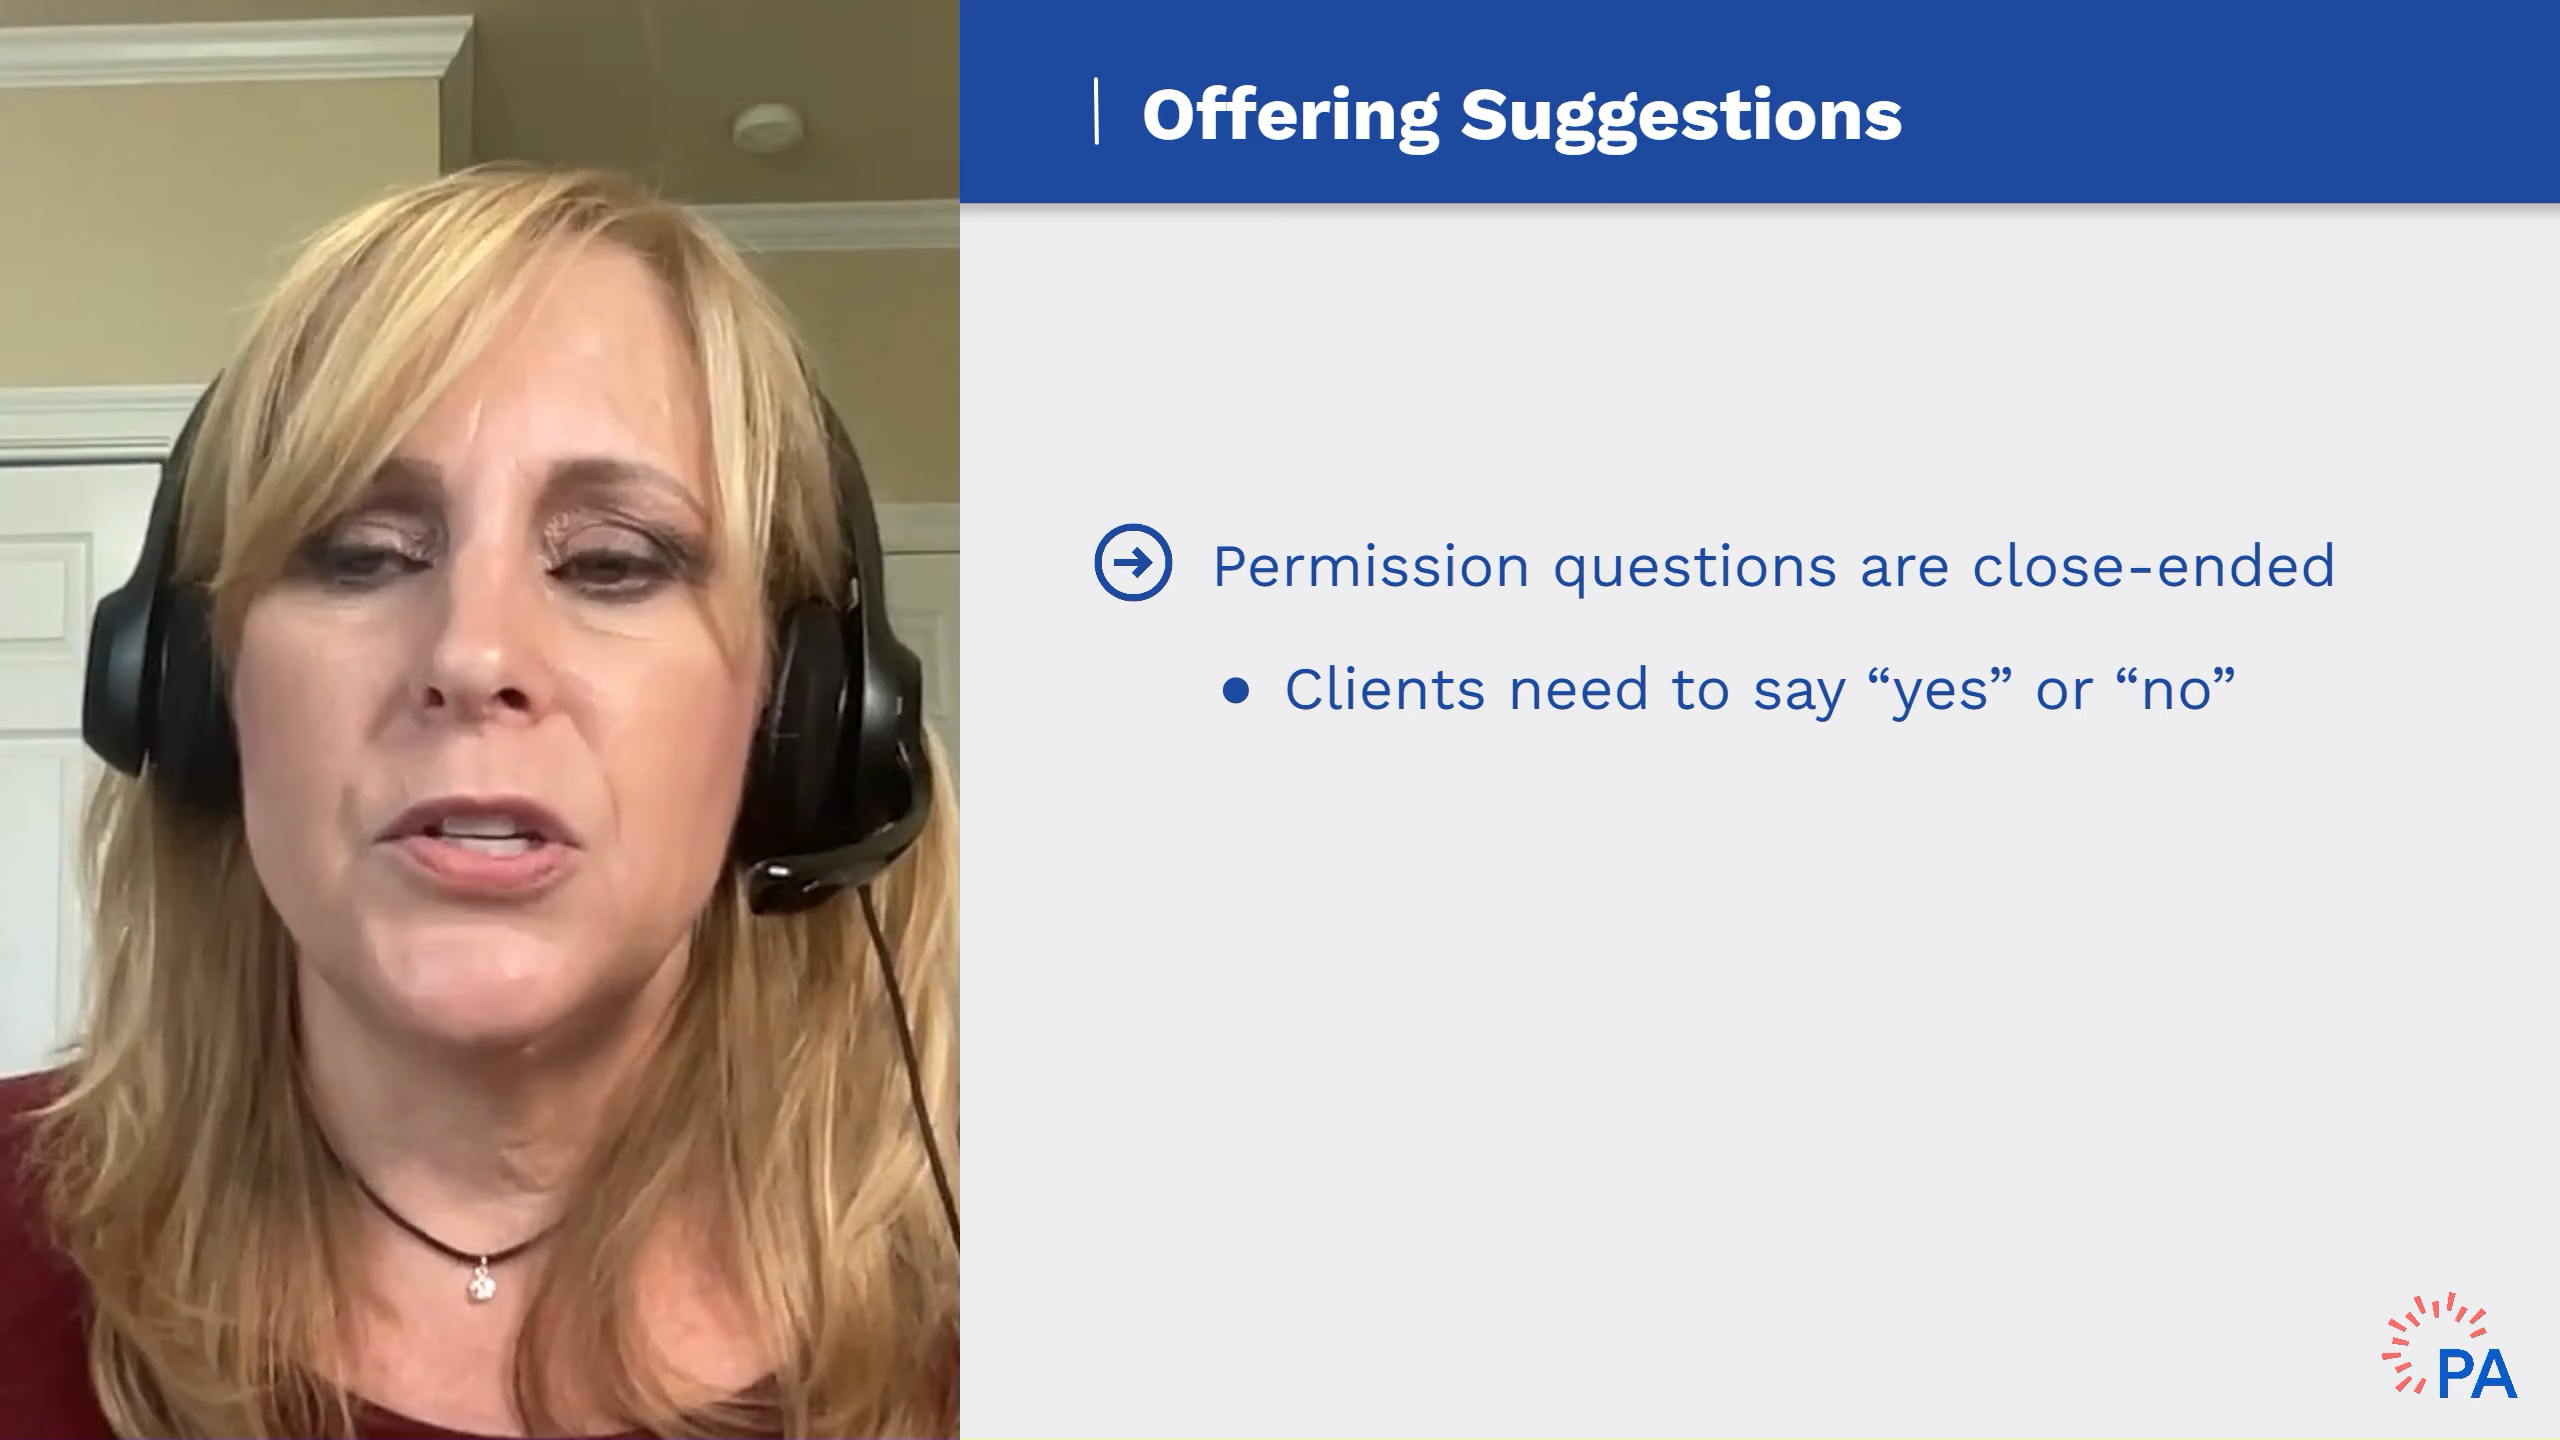 Offering Suggestions
Permission questions are close-ended
Clients need to say “yes” or “no”
PA